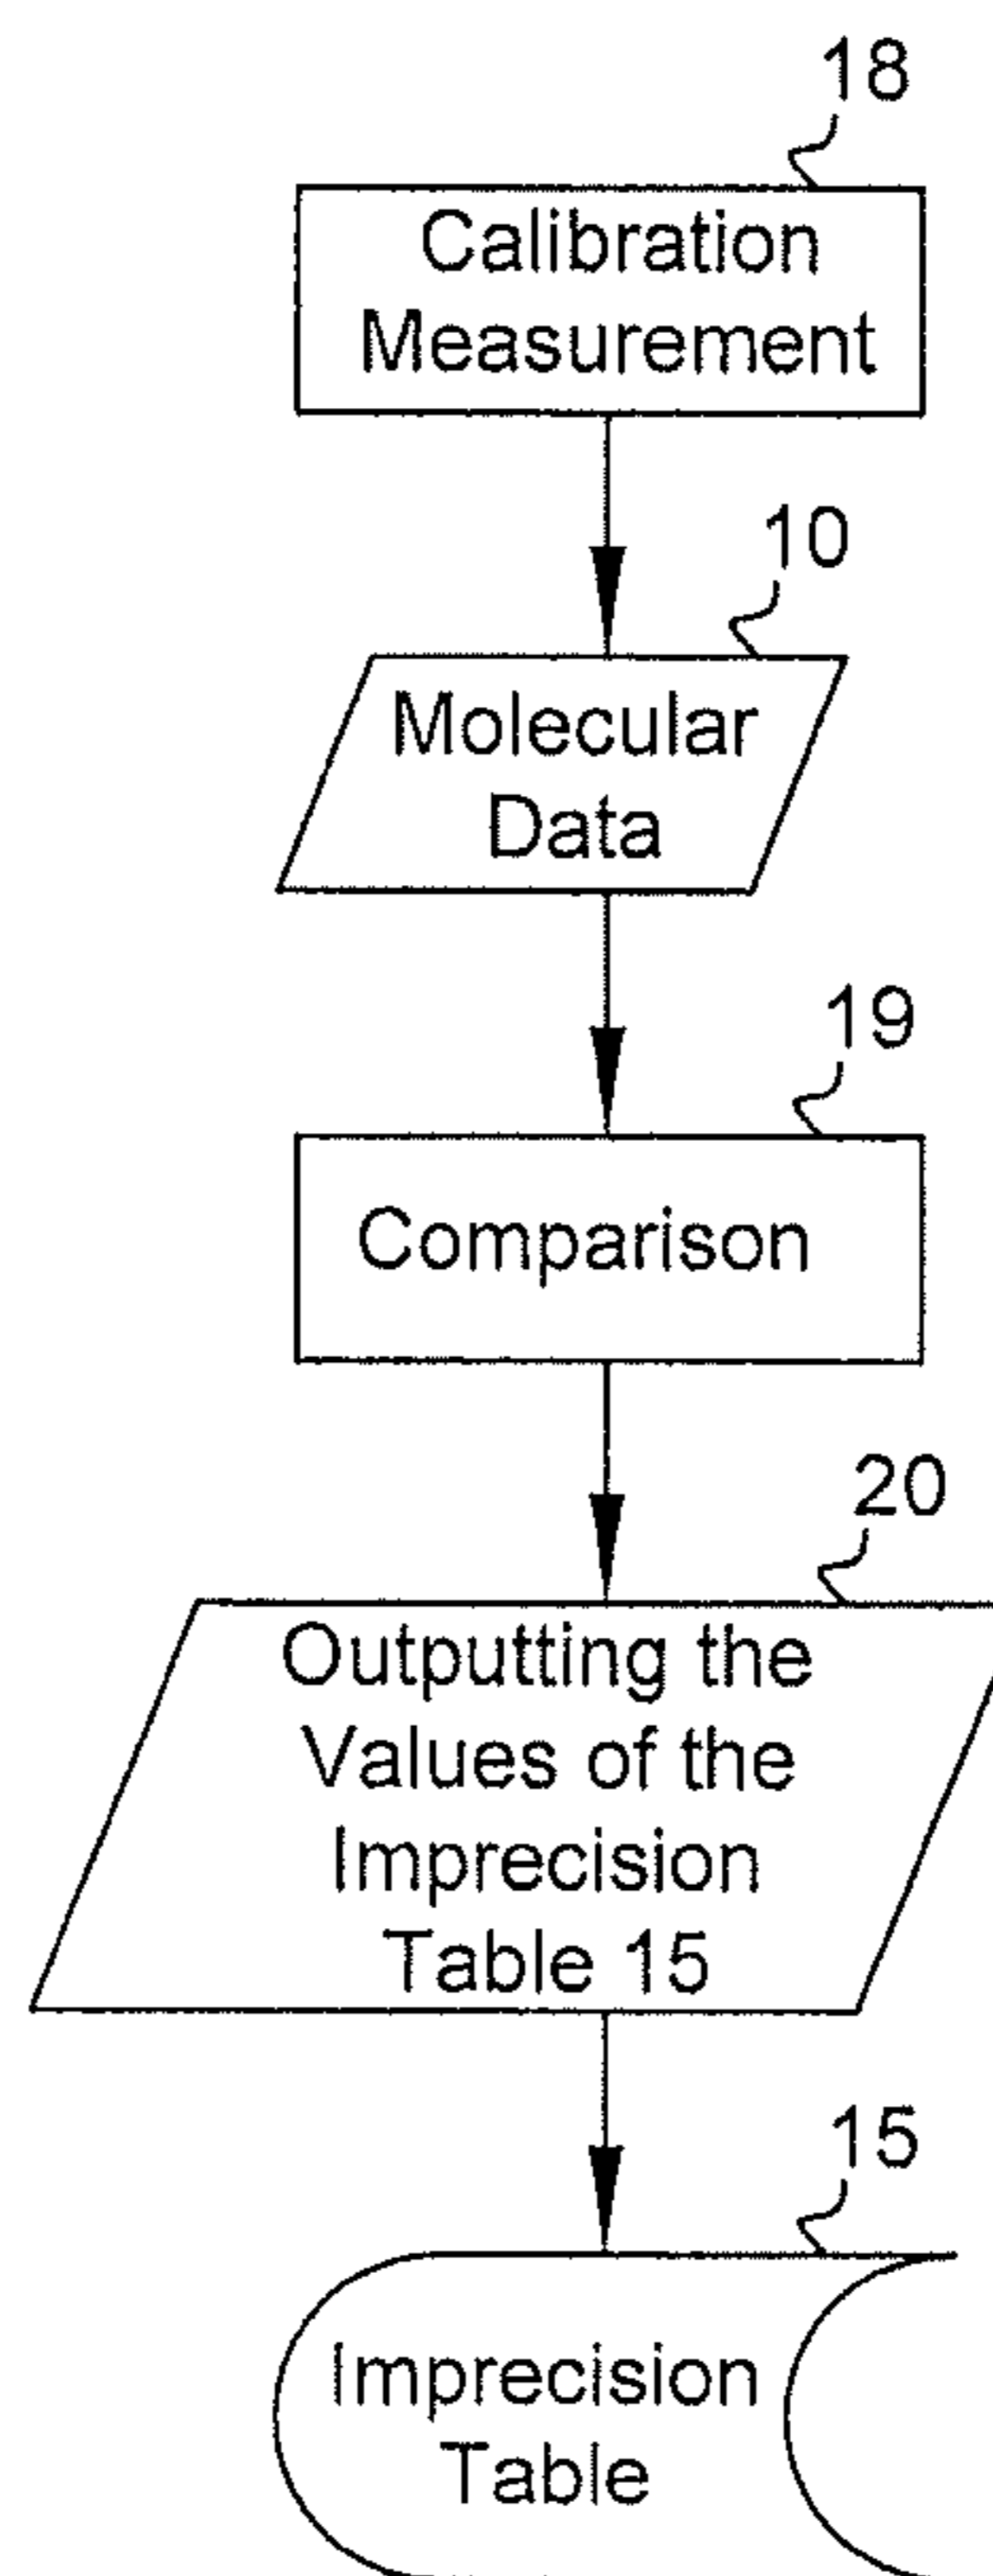 18
Calibration
Measurement
10
Molecular
Data
19
Comparison
20
Outputting the
Values of the
Imprecision
Table 15
15
Imprecision
Table